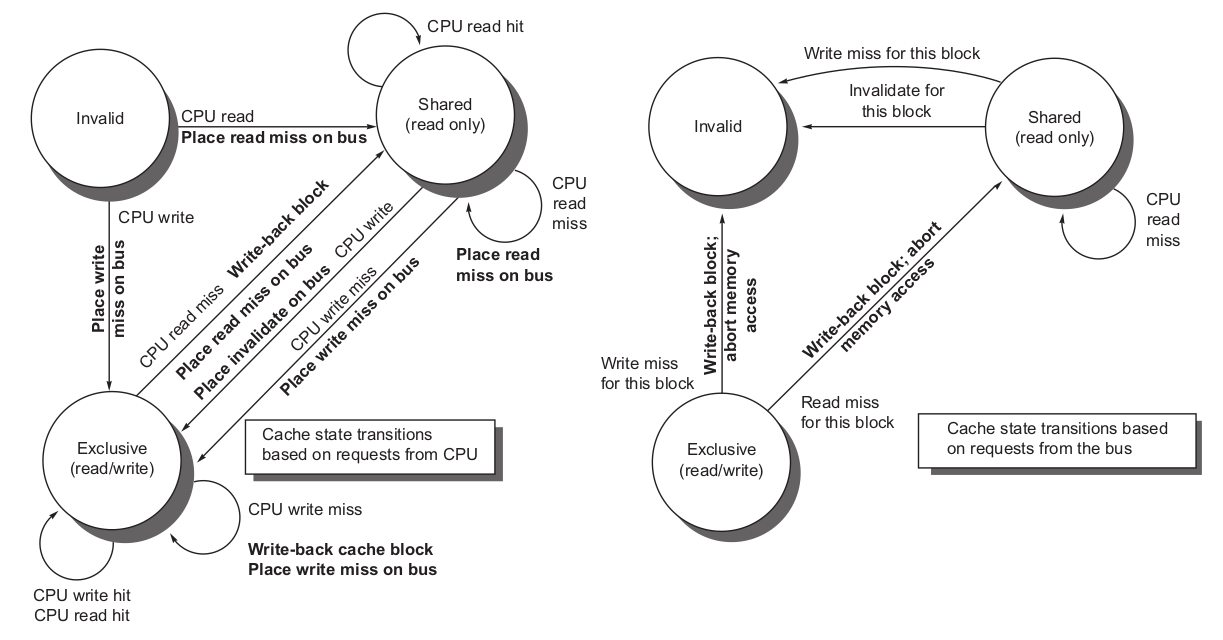 CPU read hit
Invalid
Shared
(read only)
CPU read
Place read miss on bus
CPU
read
miss
Place read
miss on bus
CPU write
Place write
miss on bus
CPU read miss
Write-back block
Place read miss on bus
Place invalidate on bus
CPU write
CPU write miss
Place write miss on bus
Exclusive
(read/write)
Cache state transitions
based on requests from CPU
CPU write miss
Write-back cache block
Place write miss on bus
CPU write hit
CPU read hit
Write miss for this block
Invalidate for
this block
Invalid
Shared
(read only)
CPU
read
miss
Write-back block;
abort memory
access
Write-back block; abort
memory access
Write miss
for this block
Read miss
for this block
Exclusive
(read/write)
Cache state transitions based
on requests from the bus